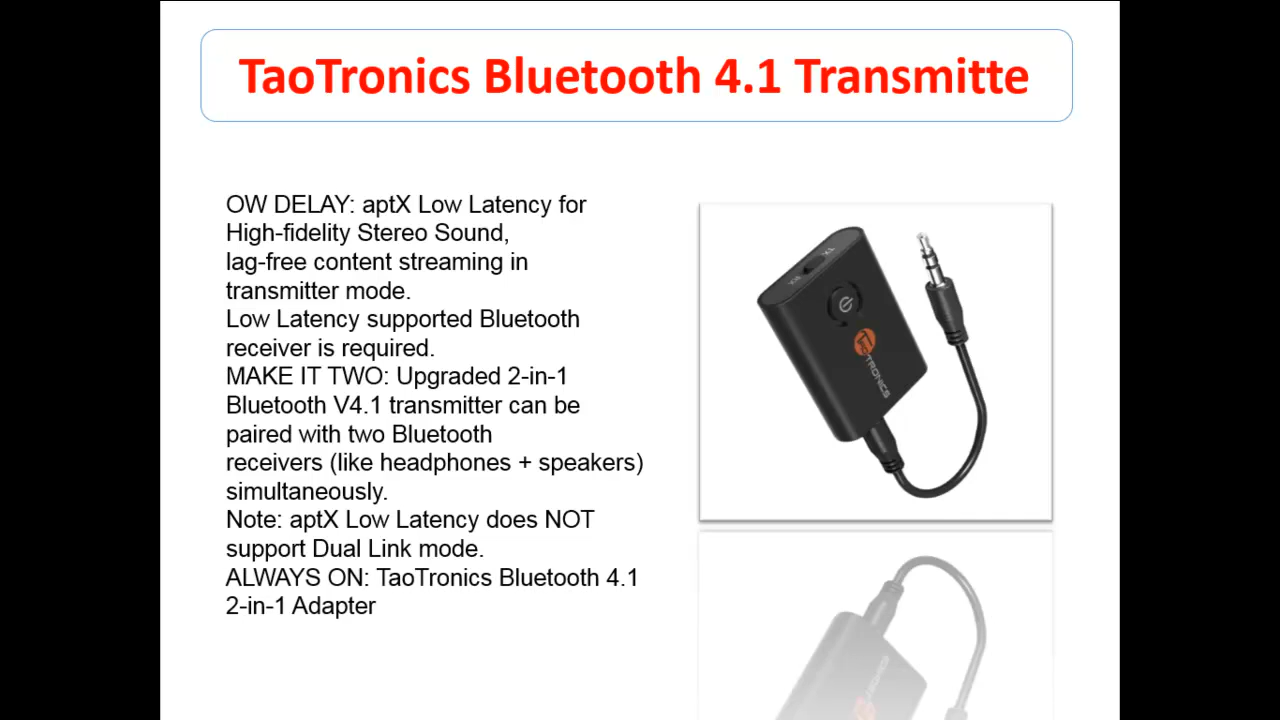 TaoTronics Bluetooth 4.1 Transmitte
OW DELAY: aptX Low Latency for
High-fidelity Stereo Sound,
lag-free content streaming in
transmitter mode.
Low Latency supported Bluetooth
receiver is required.
MAKE IT TWO: Upgraded 2-in-1
Bluetooth V4.1 transmitter can be
paired with two Bluetooth
receivers (like headphones + speakers)
simultaneously.
Note: aptX Low Latency does NOT
support Dual Link mode.
ALWAYS ON: TaoTronics Bluetooth 4.1
2-in-1 Adapter
TX
RX
TaoTRONICS